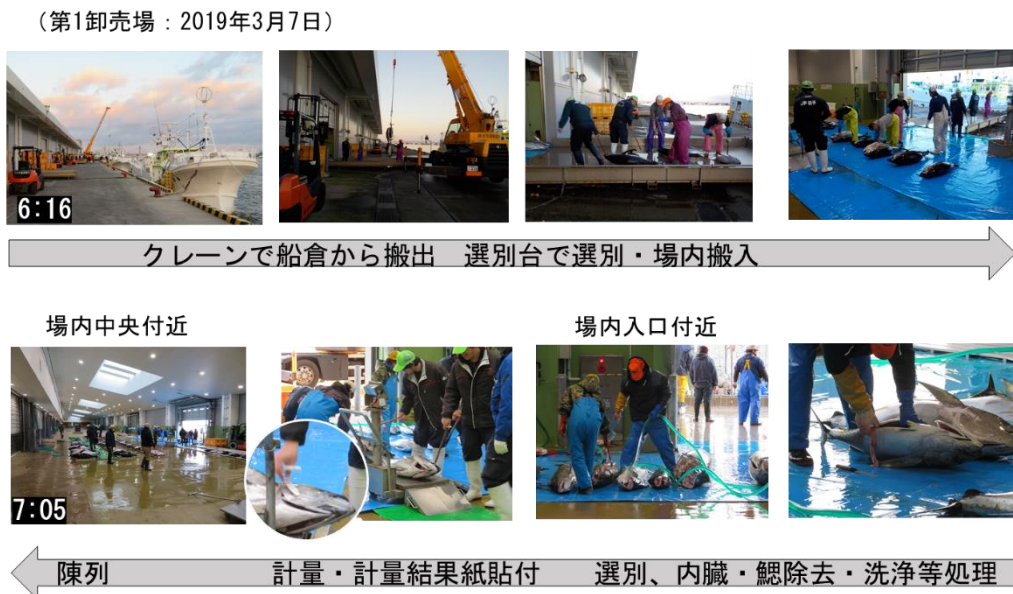 （第1卸売場：2019年3月7日）
6:16
クレーンで船倉から搬出　選別台で選別・場内搬入
場内中央付近
場内入口付近
7:05
陳列　計量・計量結果紙貼付　選別、内臓・鰓除去・洗浄等処理